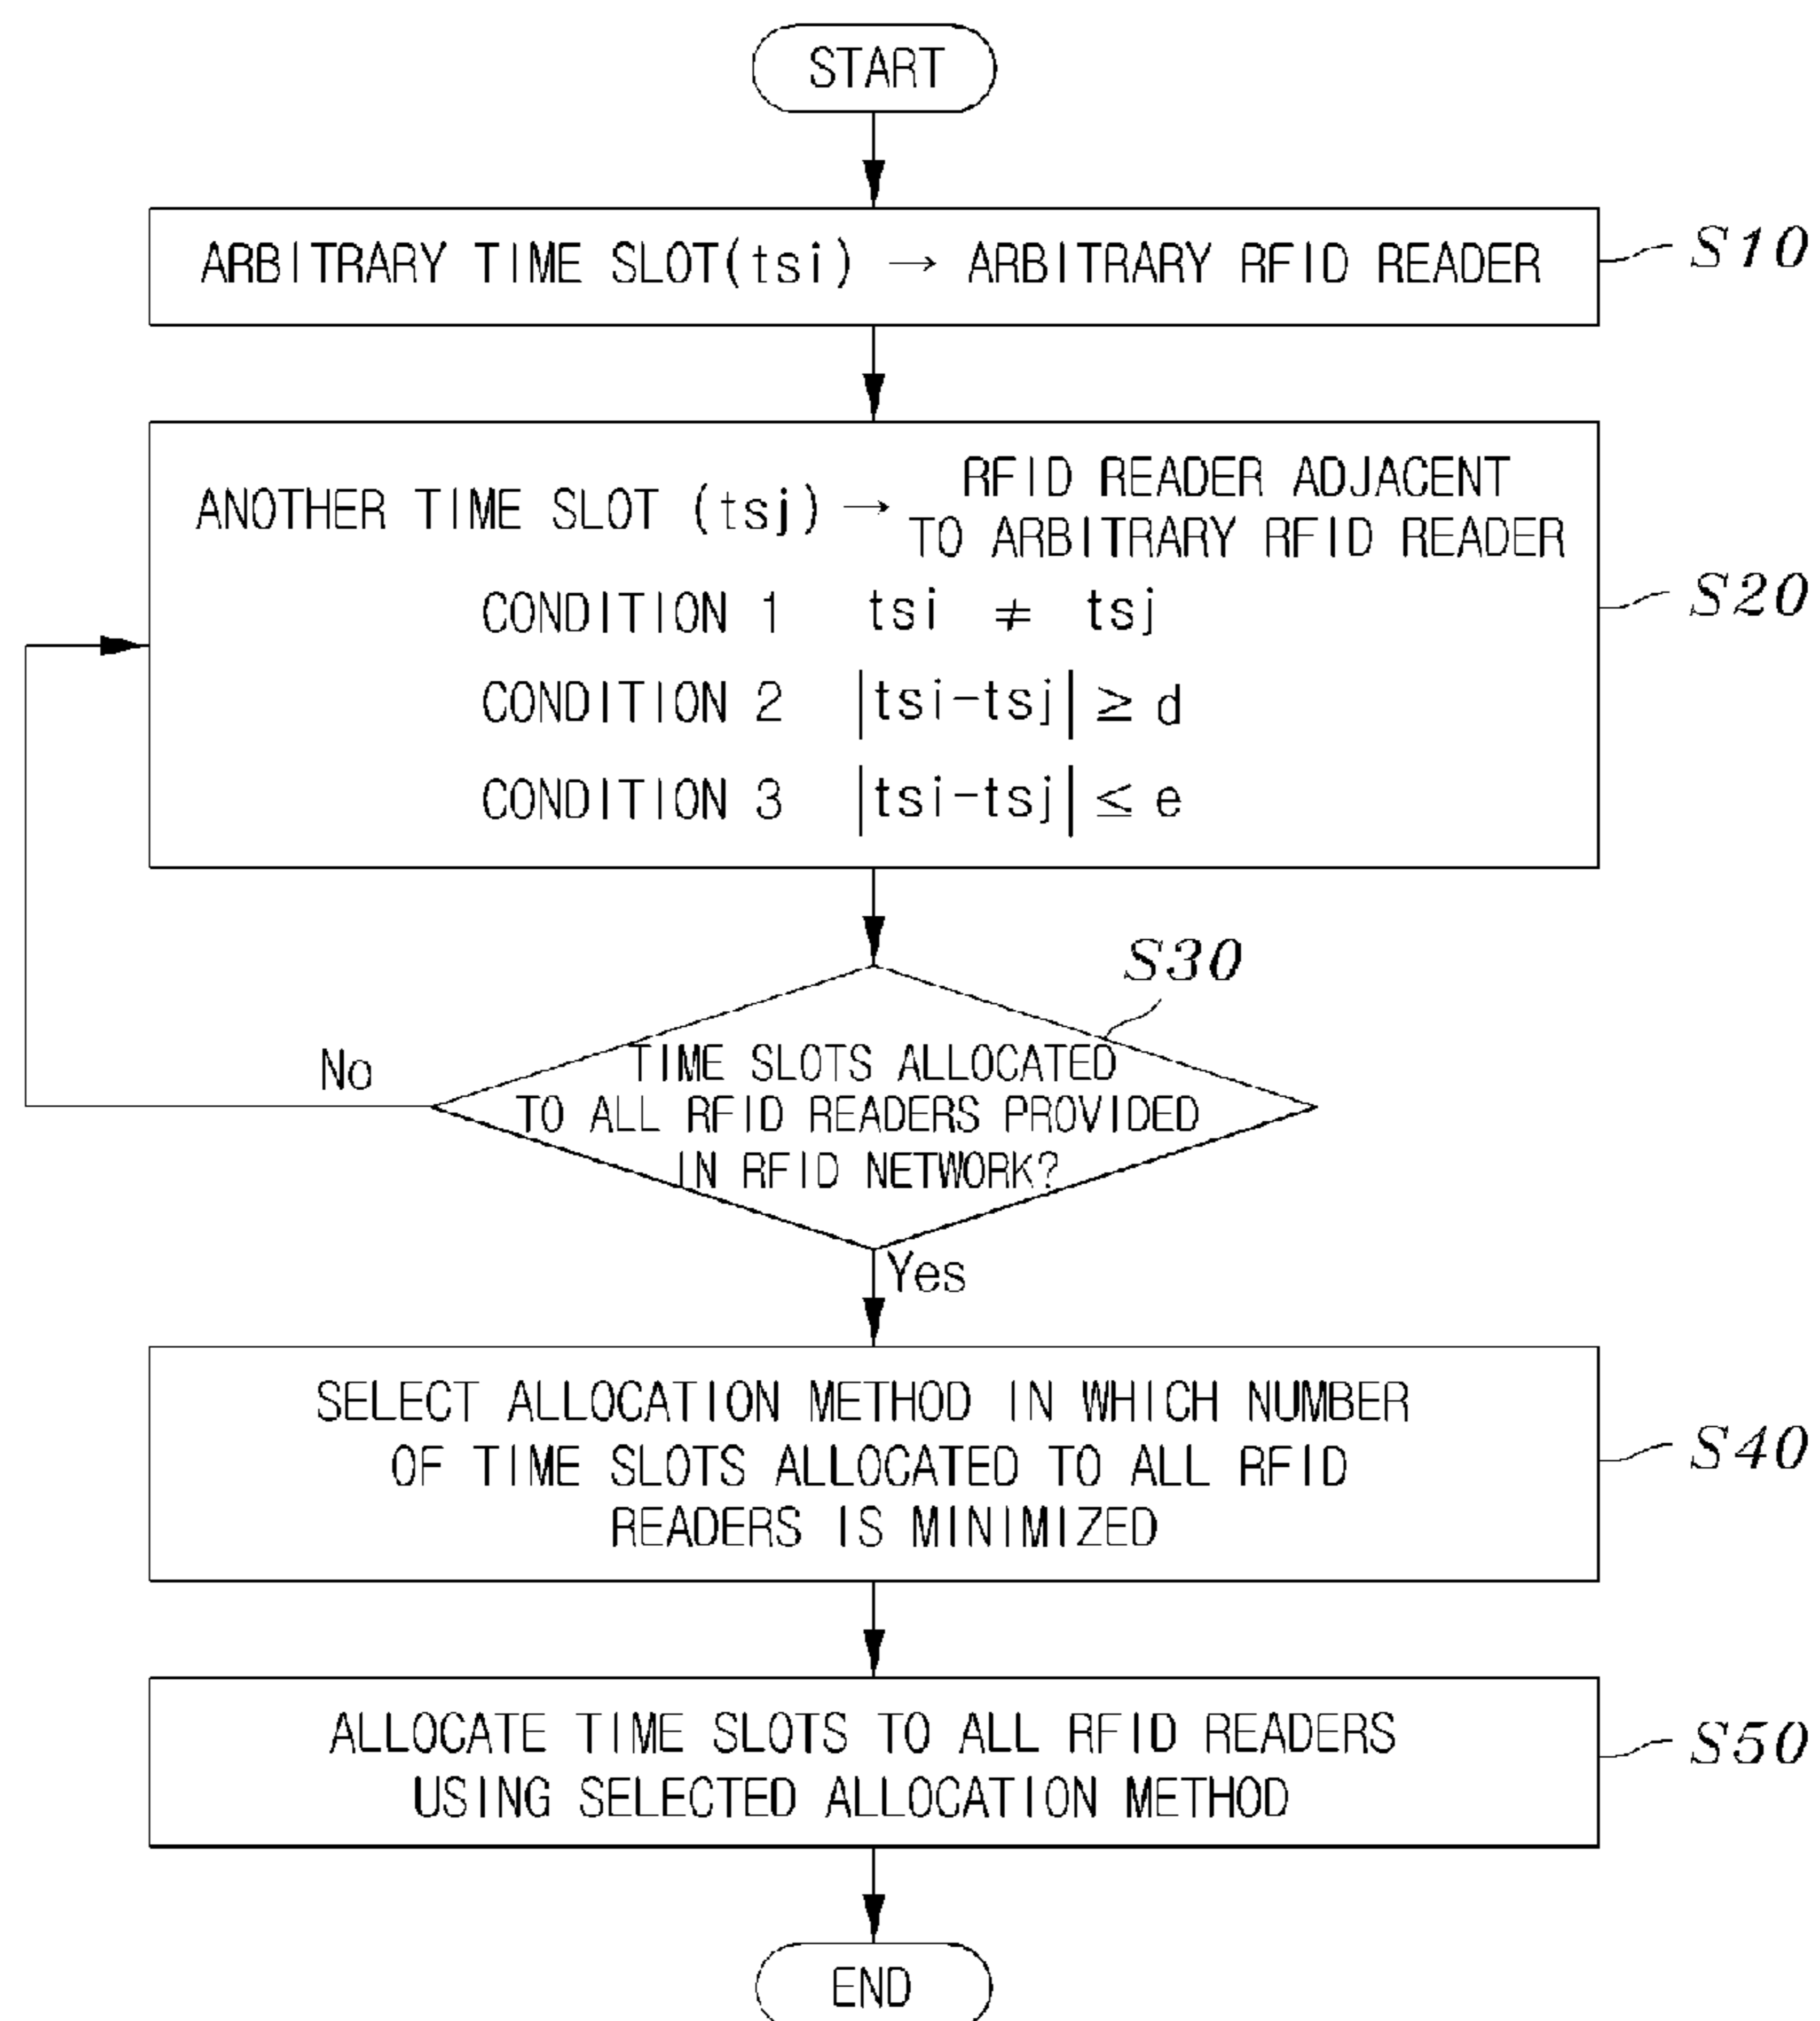 START
ARBITRARY TIME SLOT(tsi) → ARBITRARY RFID READER
S10
ANOTHER TIME SLOT (tsj) → RFID READER ADJACENT
TO ARBITRARY RFID READER
CONDITION 1 tsi ≠ tsj
S20
CONDITION 2 |tsi-tsj| ≥ d
CONDITION 3 |tsi-tsj| ≤ e
S30
No
TIME SLOTS ALLOCATED
TO ALL RFID READERS PROVIDED
IN RFID NETWORK?
Yes
SELECT ALLOCATION METHOD IN WHICH NUMBER
OF TIME SLOTS ALLOCATED TO ALL RFID
READERS IS MINIMIZED
S40
ALLOCATE TIME SLOTS TO ALL RFID READERS
USING SELECTED ALLOCATION METHOD
S50
END